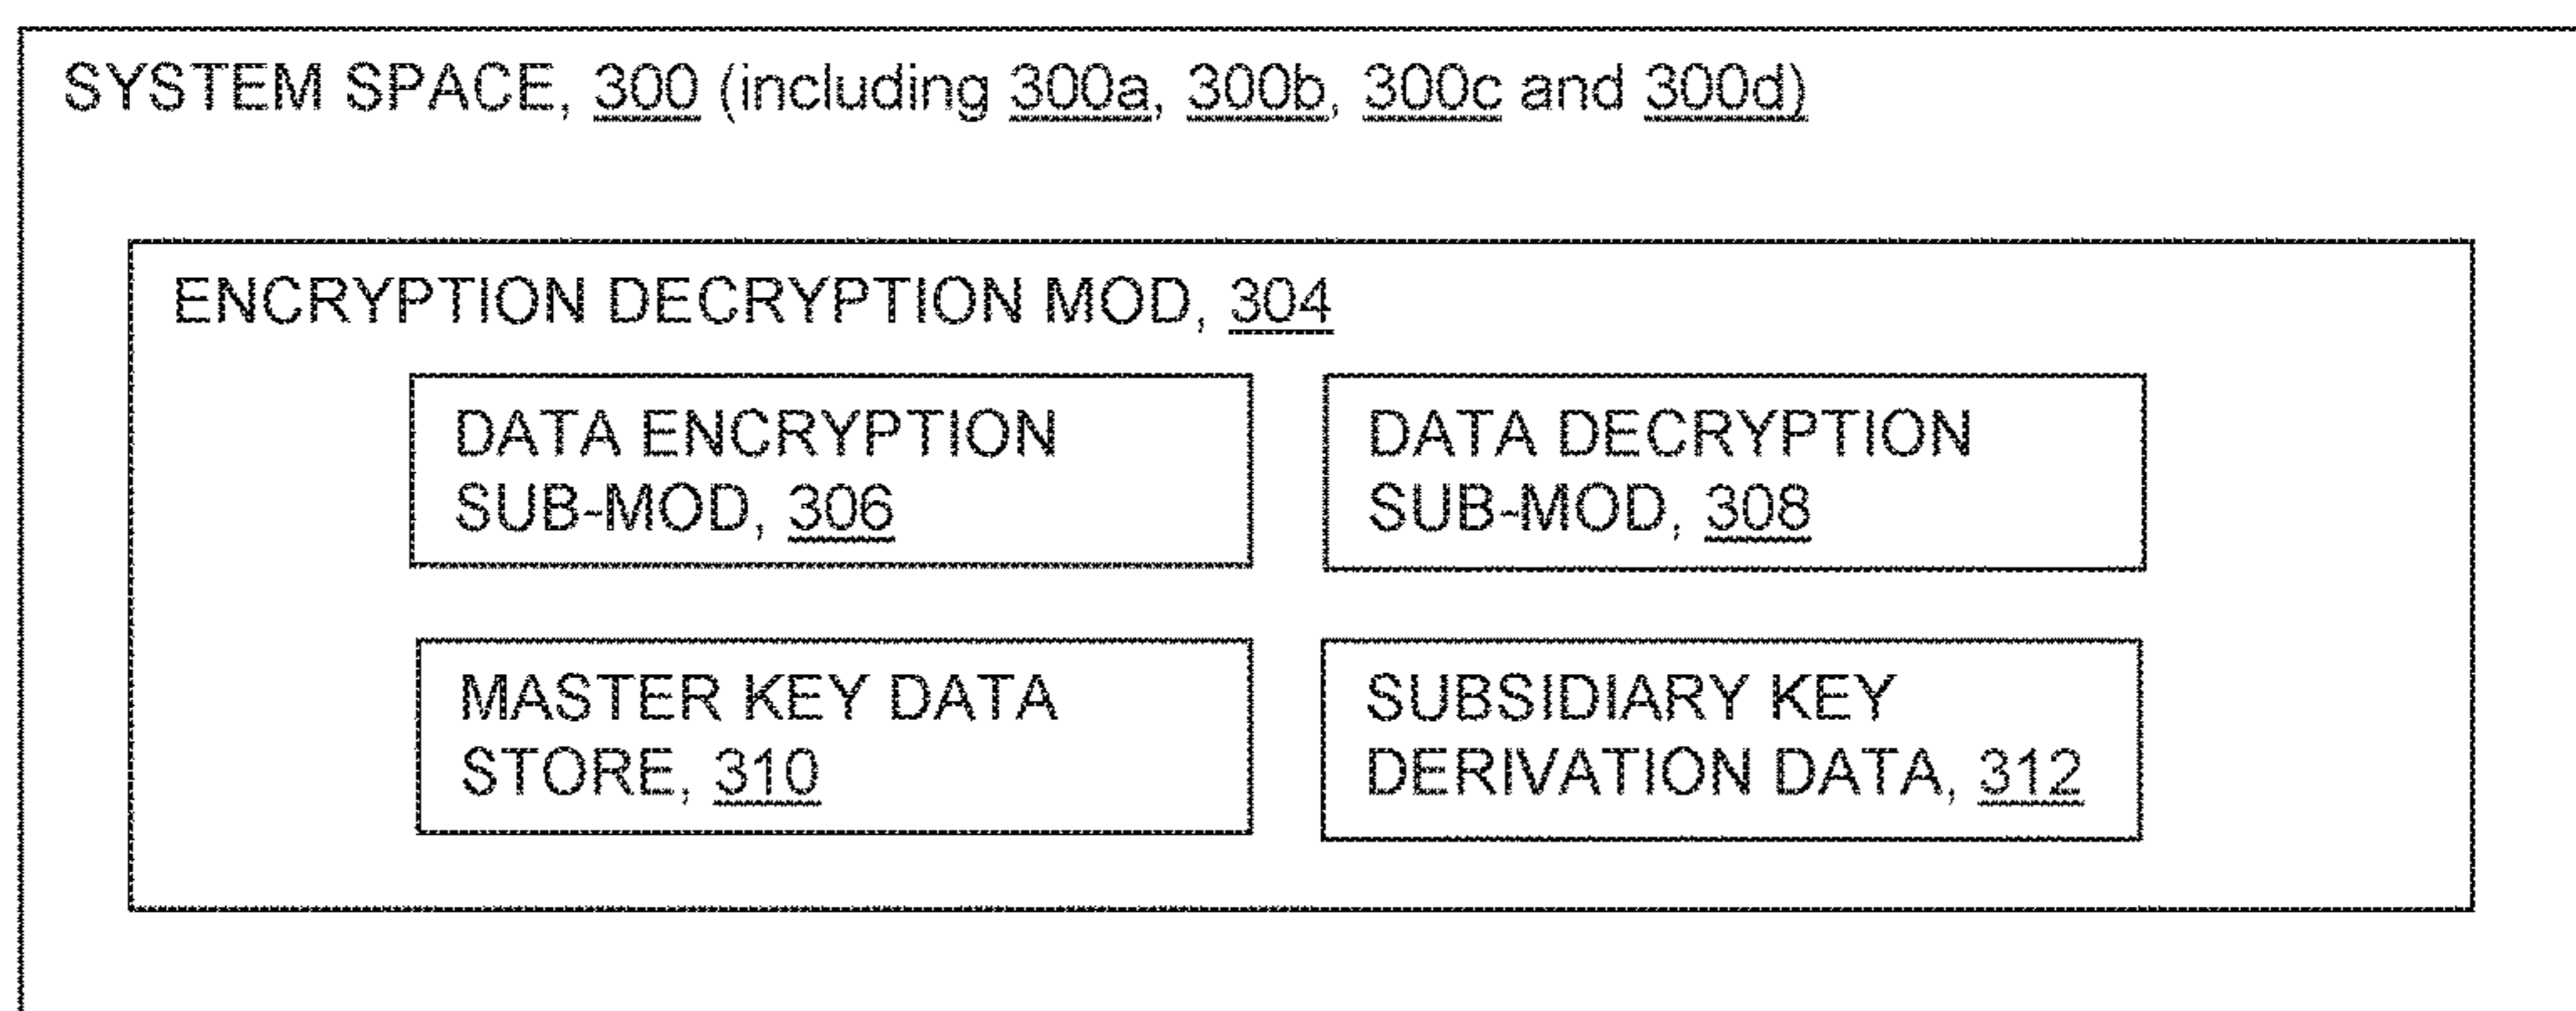 SYSTEM SPACE, 300 (including 300a, 300b, 300c and 300d)
ENCRYPTION DECRYPTION MOD, 304
DATA ENCRYPTION
SUB-MOD, 306
DATA DECRYPTION
SUB-MOD, 308
MASTER KEY DATA
STORE, 310
SUBSIDIARY KEY
DERIVATION DATA, 312